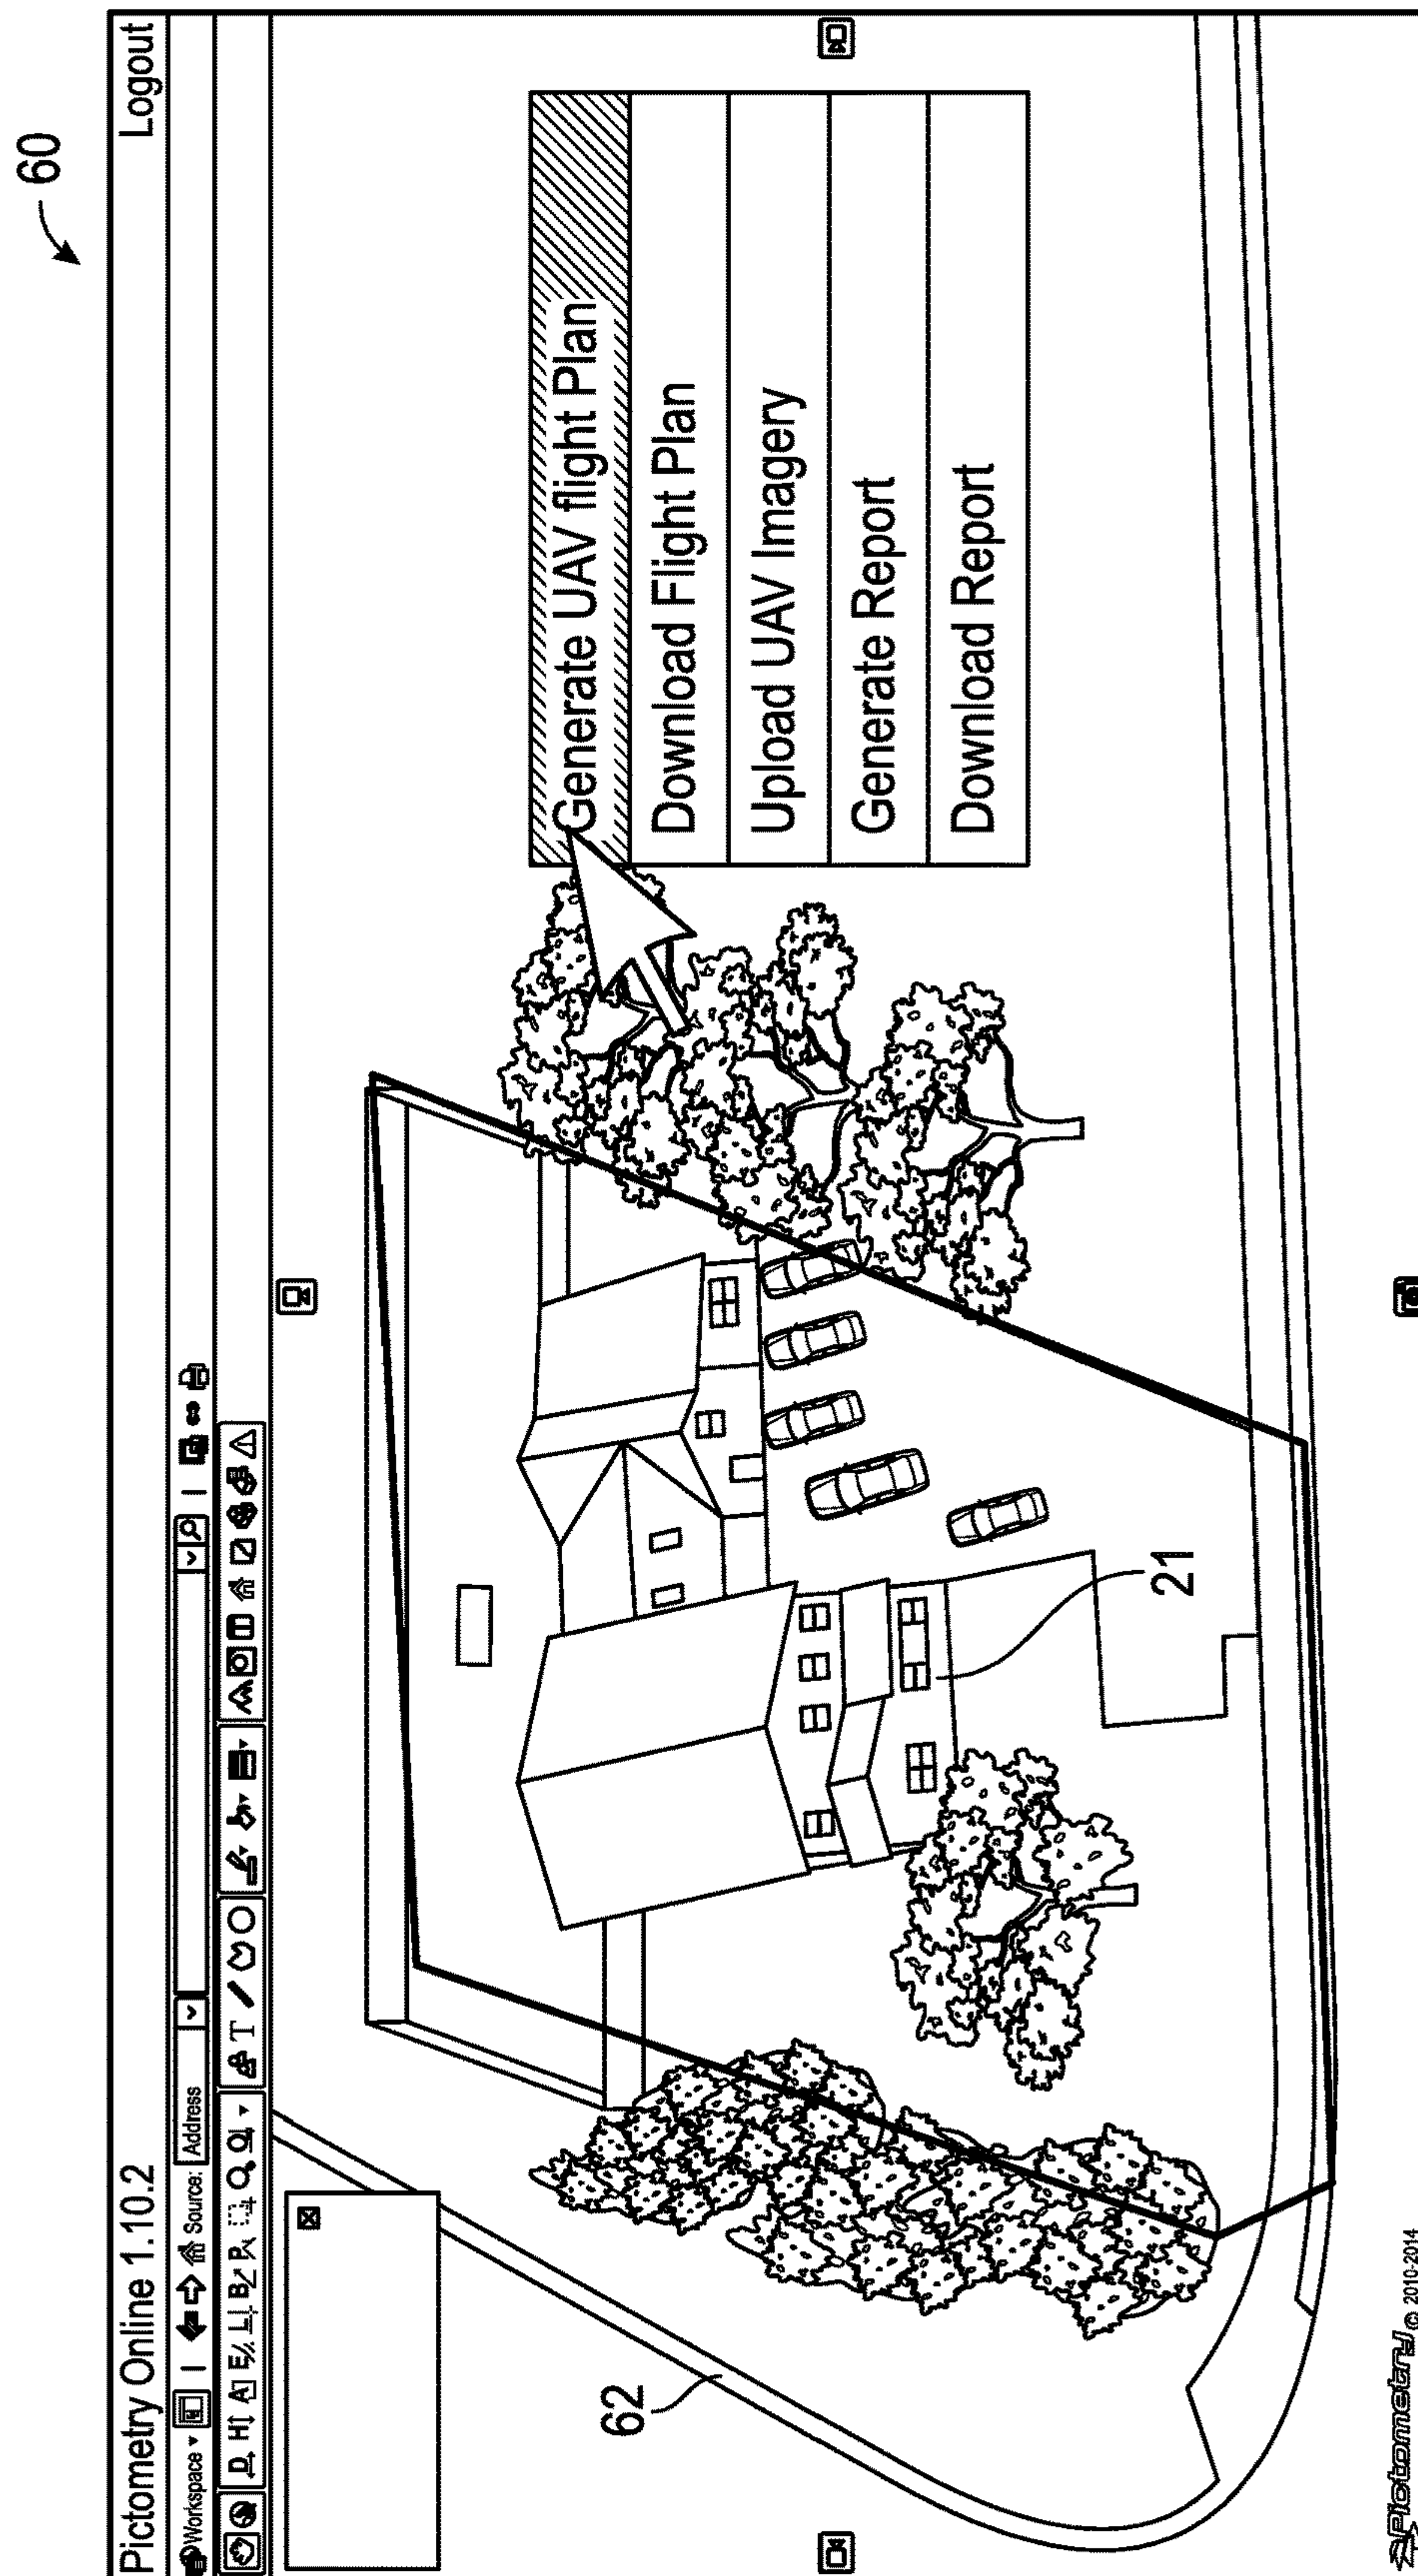 60
Pictometry Online 1.10.2 Logout
Workspace Source: Address
D H A E L B P T
Generate UAV flight Plan
Download Flight Plan
Upload UAV Imagery
Generate Report
Download Report
62
21
Pictometry © 2010-2014